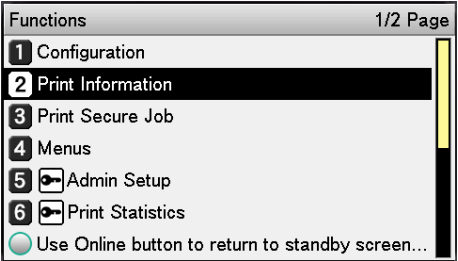 Functions 1/2 Page
1 Configuration
2 Print Information
3 Print Secure Job
4 Menus
5 Admin Setup
6 Print Statistics
Use Online button to return to standby screen...